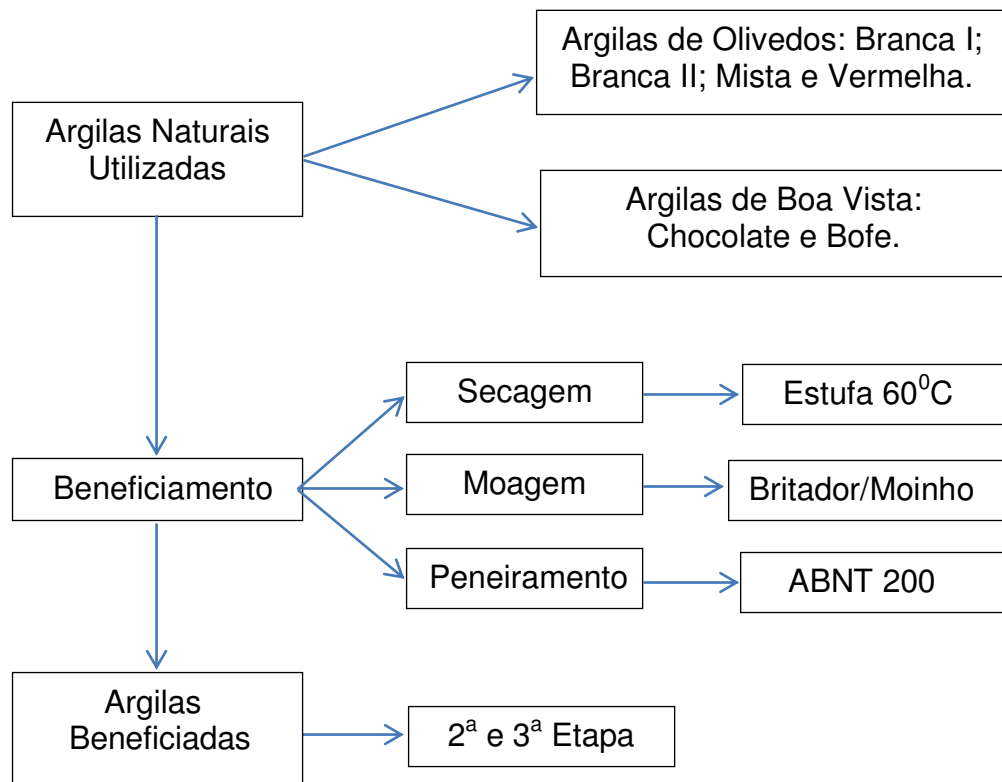 Argilas de Olivedos: Branca I;
Branca II; Mista e Vermelha.
Argilas Naturais
Utilizadas
Argilas de Boa Vista:
Chocolate e Bofe.
Secagem
Estufa 60⁰C
Beneficiamento
Moagem
Britador/Moinho
Peneiramento
ABNT 200
Argilas
Beneficiadas
2ª e 3ª Etapa